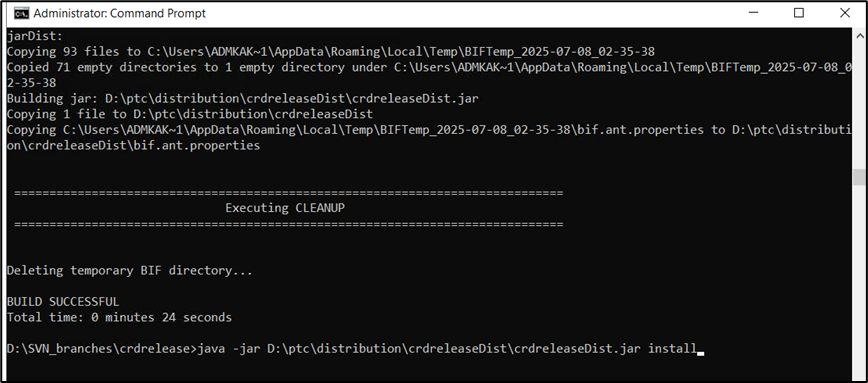 Administrator: Command Prompt
jarDist:
Copying 93 files to C:\Users\ADMKAK~1\AppData\Roaming\Local\Temp\BIFTemp_2025-07-08_02-35-38
Copied 71 empty directories to 1 empty directory under C:\Users\ADMKAK~1\AppData\Roaming\Local\Temp\BIFTemp_2025-07-08_0
2-35-38
Building jar: D:\ptc\distribution\crdreleaseDist\crdreleaseDist.jar
Copying 1 file to D:\ptc\distribution\crdreleaseDist
Copying C:\Users\ADMKAK~1\AppData\Roaming\Local\Temp\BIFTemp_2025-07-08_02-35-38\bif.ant.properties to D:\ptc\distributi
on\crdreleaseDist\bif.ant.properties
==============================================================================
Executing CLEANUP
==============================================================================
Deleting temporary BIF directory...
BUILD SUCCESSFUL
Total time: 0 minutes 24 seconds
D:\SVN_branches\crdrelease>java -jar D:\ptc\distribution\crdreleaseDist\crdreleaseDist.jar install